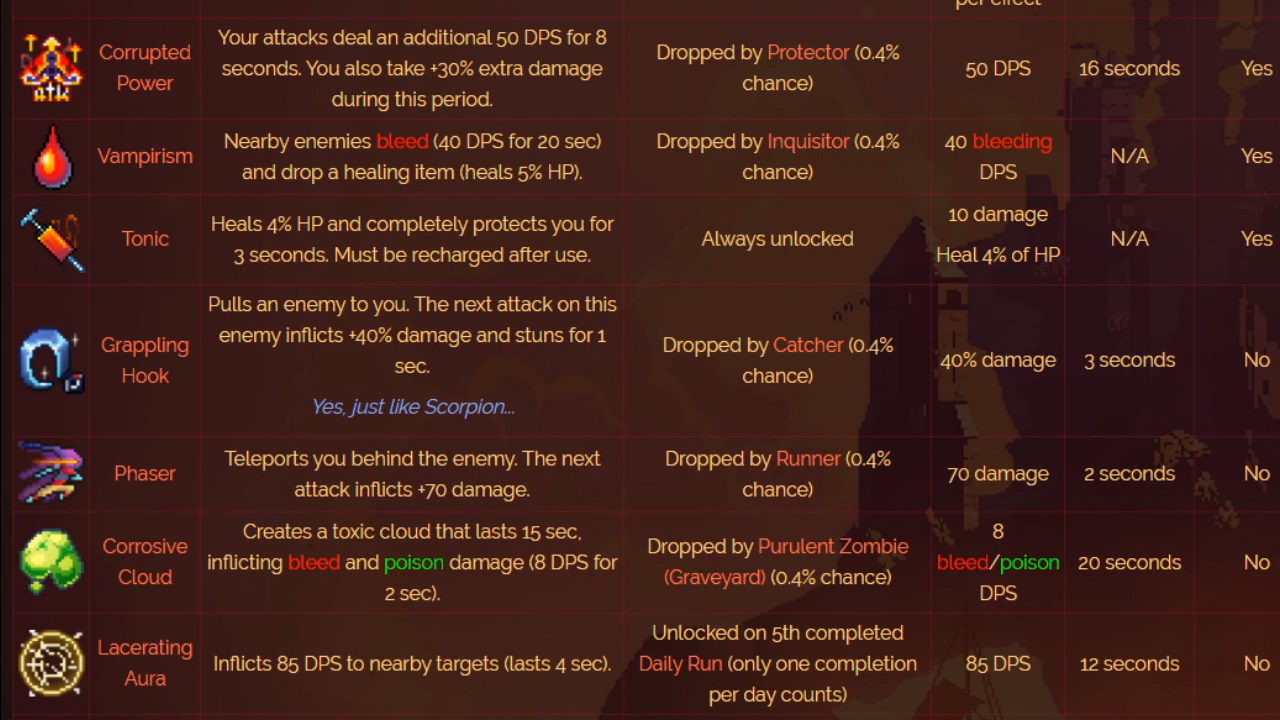 per effect
Corrupted
Power
Your attacks deal an additional 50 DPS for 8
seconds. You also take +30% extra damage
during this period.
Dropped by Protector (0.4%
chance)
50 DPS
16 seconds
Yes
Vampirism
Nearby enemies bleed (40 DPS for 20 sec)
and drop a healing item (heals 5% HP).
Dropped by Inquisitor (0.4%
chance)
40 bleeding
DPS
N/A
Yes
Tonic
Heals 4% HP and completely protects you for
3 seconds. Must be recharged after use.
Always unlocked
10 damage
Heal 4% of HP
N/A
Yes
Grappling
Hook
Pulls an enemy to you. The next attack on this
enemy inflicts +40% damage and stuns for 1
sec.
Yes, just like Scorpion...
Dropped by Catcher (0.4%
chance)
40% damage
3 seconds
No
Phaser
Teleports you behind the enemy. The next
attack inflicts +70 damage.
Dropped by Runner (0.4%
chance)
70 damage
2 seconds
No
Corrosive
Cloud
Creates a toxic cloud that lasts 15 sec,
inflicting bleed and poison damage (8 DPS for
2 sec).
Dropped by Purulent Zombie
(Graveyard) (0.4% chance)
8
bleed/poison
DPS
20 seconds
No
Lacerating
Aura
Inflicts 85 DPS to nearby targets (lasts 4 sec).
Unlocked on 5th completed
Daily Run (only one completion
per day counts)
85 DPS
12 seconds
No